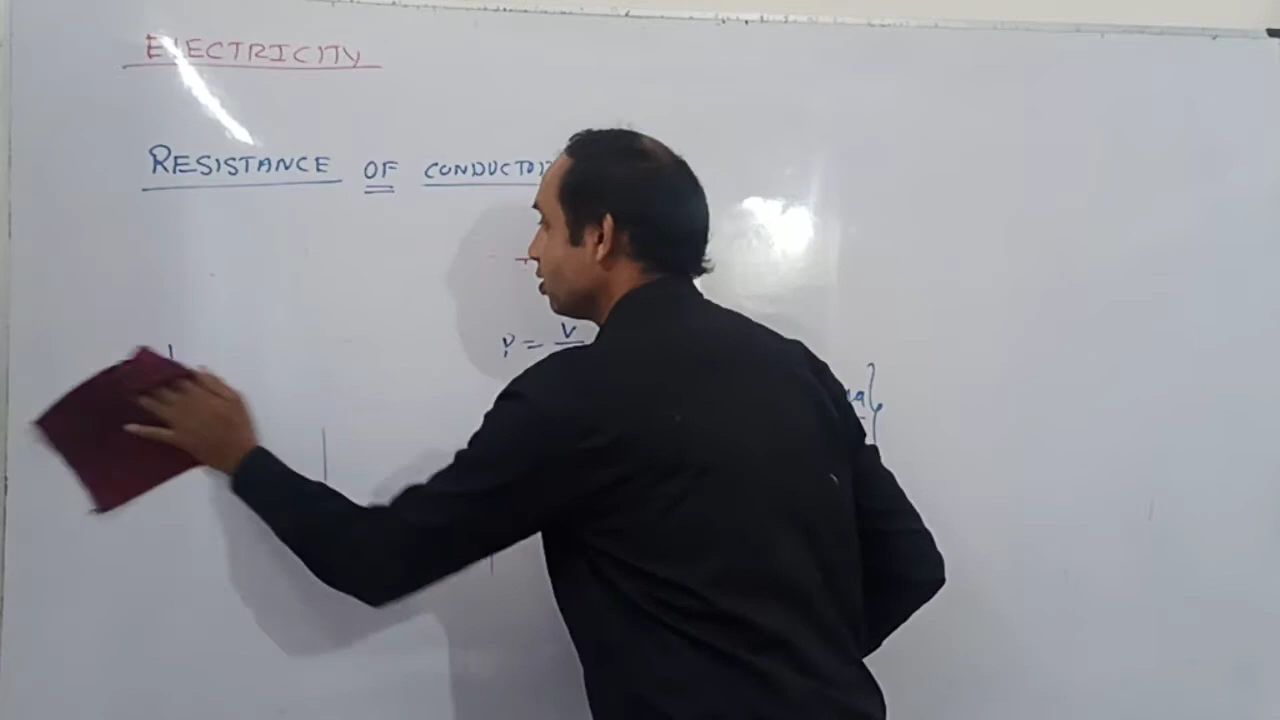 ELECTRICITY
RESISTANCE OF CONDUCTOR
= V